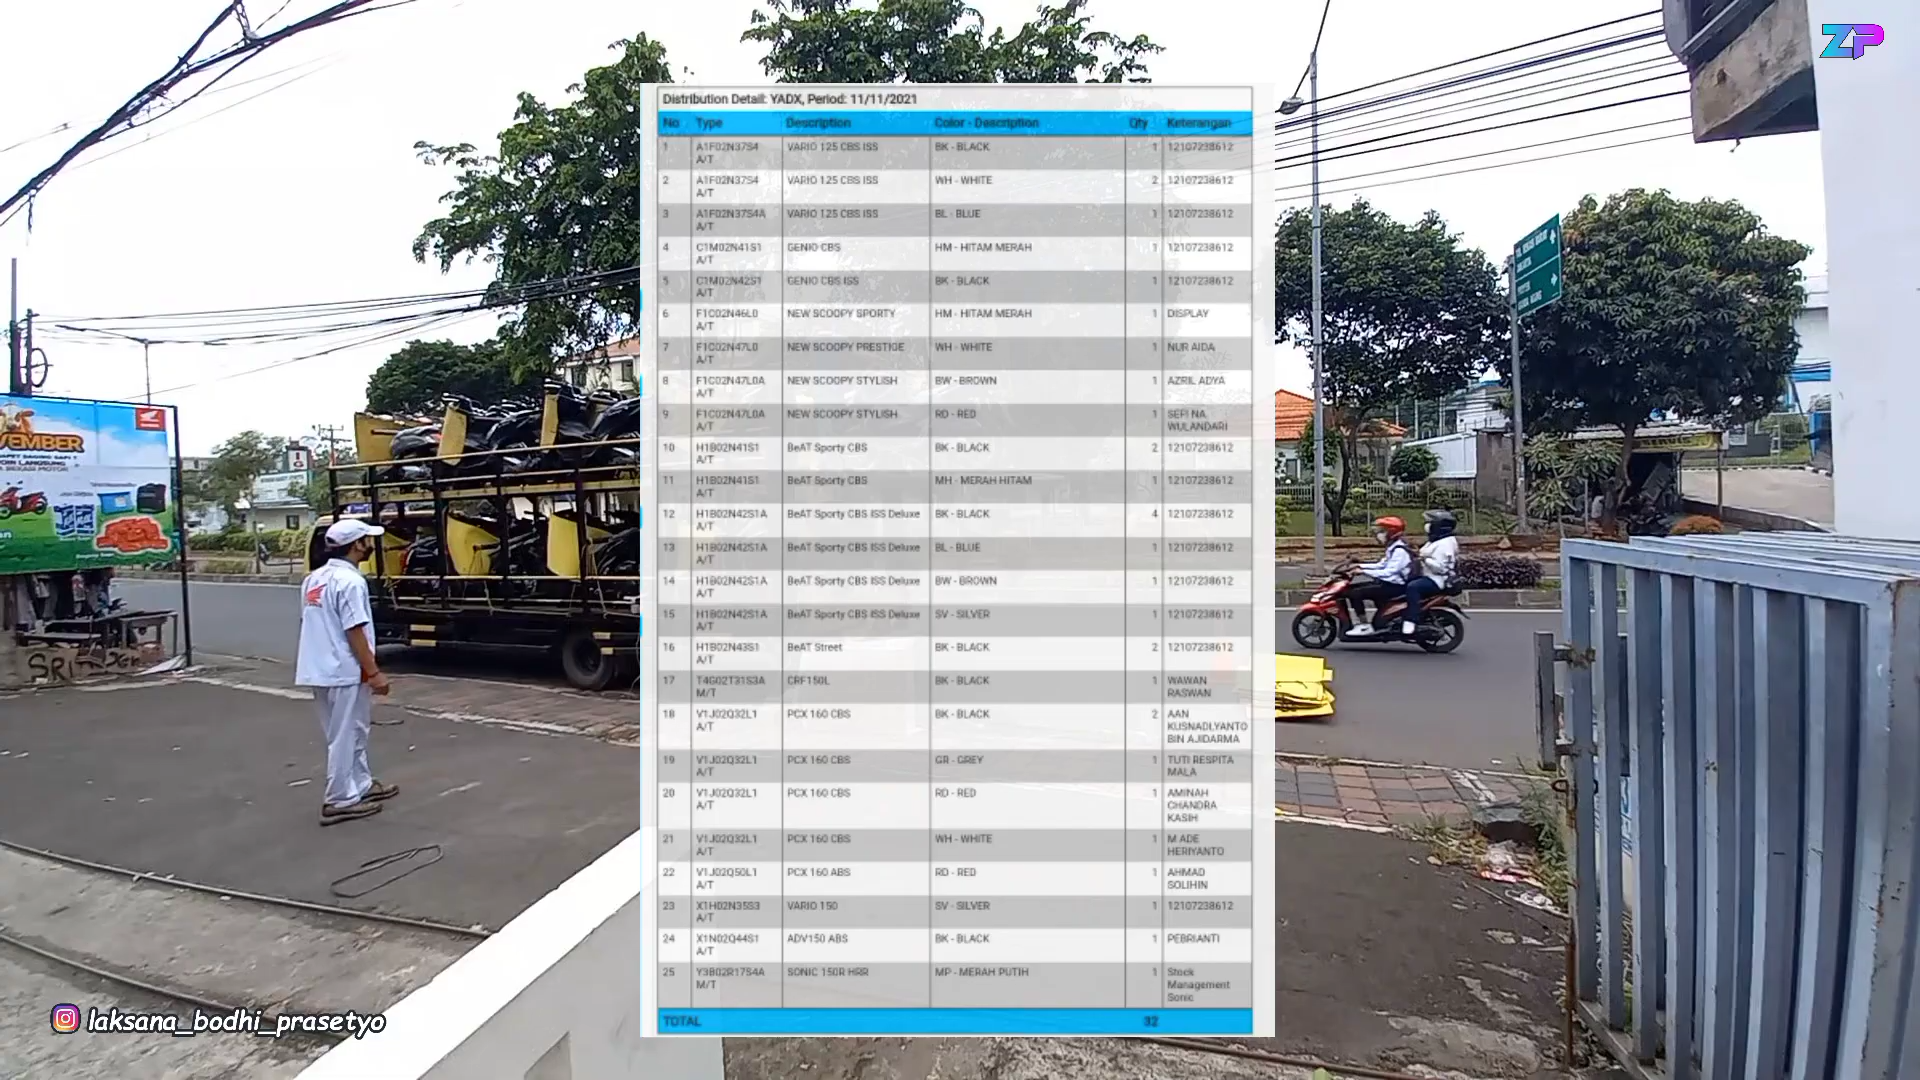 ZP
Distribution Detail: YADX, Period: 11/11/2021
No Type Description Color - Description Qty Keterangan
1 A1F02N37S4 A/T VARIO 125 CBS ISS BK - BLACK 1 12107238612
2 A1F02N37S4 A/T VARIO 125 CBS ISS WH - WHITE 2 12107238612
3 A1F02N37S4A A/T VARIO 125 CBS ISS BL - BLUE 1 12107238612
4 C1M02N41S1 A/T GENIO CBS HM - HITAM MERAH 1 12107238612
5 C1M02N42S1 A/T GENIO CBS ISS BK - BLACK 1 12107238612
6 F1C02N46L0 A/T NEW SCOOPY SPORTY HM - HITAM MERAH 1 DISPLAY
7 F1C02N47L0 A/T NEW SCOOPY PRESTIGE WH - WHITE 1 NUR AIDA
8 F1C02N47L0A A/T NEW SCOOPY STYLISH BW - BROWN 1 AZRIL ADYA
9 F1C02N47L0A A/T NEW SCOOPY STYLISH RD - RED 1 SEFI NA WULANDARI
10 H1B02N41S1 A/T BeAT Sporty CBS BK - BLACK 2 12107238612
11 H1B02N41S1 A/T BeAT Sporty CBS MH - MERAH HITAM 1 12107238612
12 H1B02N42S1A A/T BeAT Sporty CBS ISS Deluxe BK - BLACK 4 12107238612
13 H1B02N42S1A A/T BeAT Sporty CBS ISS Deluxe BL - BLUE 1 12107238612
14 H1B02N42S1A A/T BeAT Sporty CBS ISS Deluxe BW - BROWN 1 12107238612
15 H1B02N42S1A A/T BeAT Sporty CBS ISS Deluxe SV - SILVER 1 12107238612
16 H1B02N43S1 A/T BeAT Street BK - BLACK 2 12107238612
17 T4G02T31S3A M/T CRF150L BK - BLACK 1 WAWAN RASWAN
18 V1J02Q32L1 A/T PCX 160 CBS BK - BLACK 2 AAN KUSNADI,YANTO BIN AJIDARMA
19 V1J02Q32L1 A/T PCX 160 CBS GR - GREY 1 TUTI RESPITA MALA
20 V1J02Q32L1 A/T PCX 160 CBS RD - RED 1 AMINAH CHANDRA KASIH
21 V1J02Q32L1 A/T PCX 160 CBS WH - WHITE 1 M ADE HERIYANTO
22 V1J02Q50L1 A/T PCX 160 ABS RD - RED 1 AHMAD SOLIHIN
23 X1H02N35S3 A/T VARIO 150 SV - SILVER 1 12107238612
24 X1N02Q44S1 A/T ADV150 ABS BK - BLACK 1 PEBRIANTI
25 Y3B02R17S4A M/T SONIC 150R HRR MP - MERAH PUTIH 1 Stock Management Sonic
TOTAL 32
VEMBER
laksana_bodhi_prasetyo